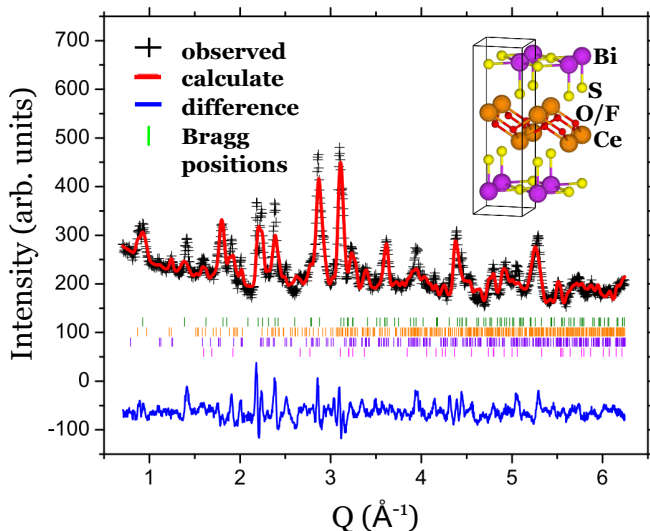 700
600
500
400
300
200
100
0
-100
Intensity (arb. units)
observed
calculate
difference
Bragg
positions
Bi
S
O/F
Ce
1
2
3
4
5
6
Q (Å⁻¹)